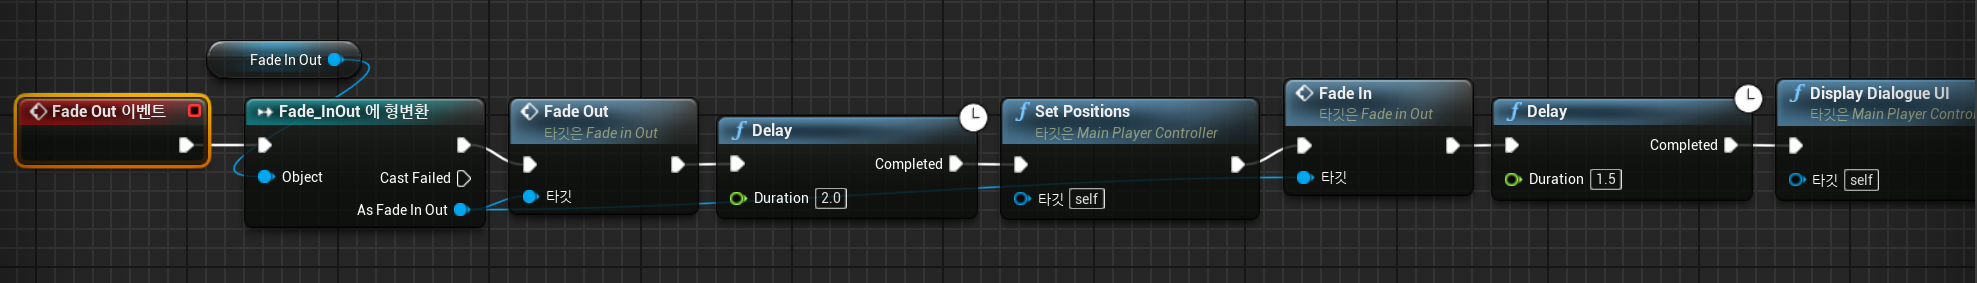 Fade In Out
Fade Out 이벤트
Fade_InOut 에 형변환
Object
Cast Failed
As Fade In Out
Fade Out
타깃은 Fade in Out
타깃
Delay
Completed
Duration 2.0
Set Positions
타깃은 Main Player Controller
타깃 self
Fade In
타깃은 Fade in Out
타깃
Delay
Completed
Duration 1.5
Display Dialogue UI
타깃은 Main Player Contro
타깃 self